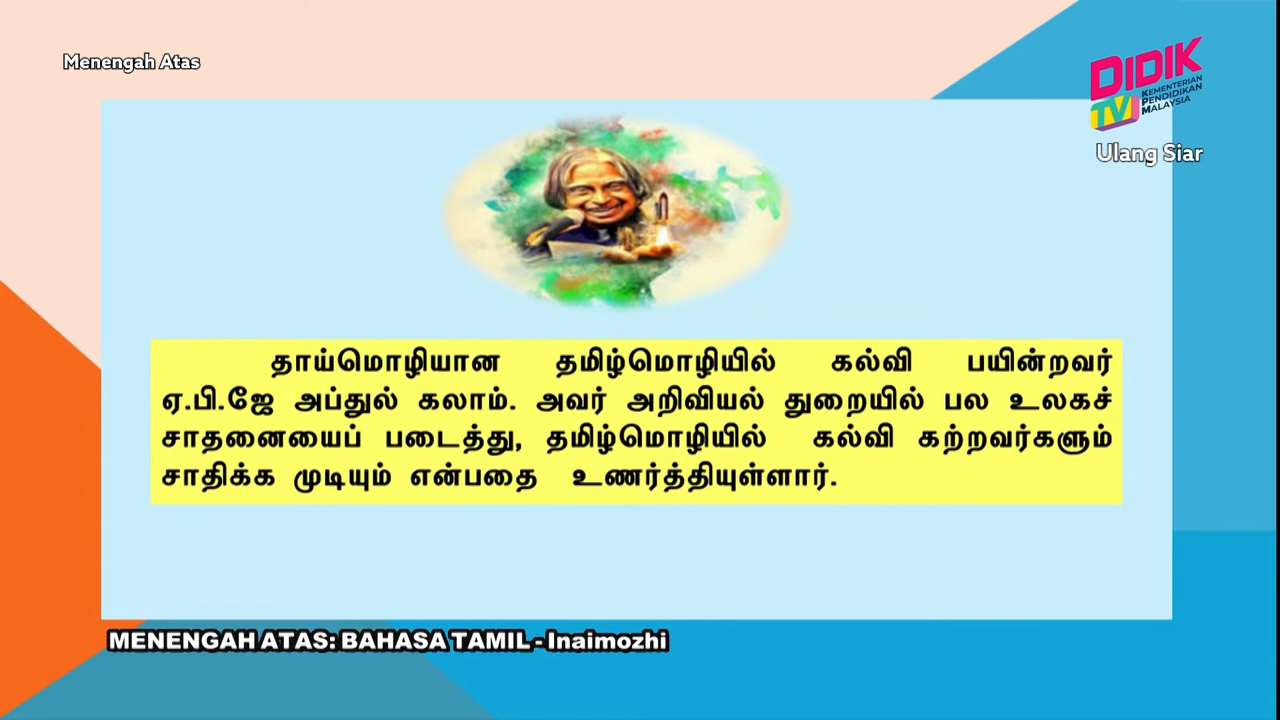 Menengah Atas
DIDIK
TV
KEMENTERIAN
PENDIDIKAN
MALAYSIA
Ulang Siar
தாய்மொழியான தமிழ்மொழியில் கல்வி பயின்றவர்
ஏ.பி.ஜே அப்துல் கலாம். அவர் அறிவியல் துறையில் பல உலகச்
சாதனையைப் படைத்து, தமிழ்மொழியில் கல்வி கற்றவர்களும்
சாதிக்க முடியும் என்பதை உணர்த்தியுள்ளார்.
MENENGAH ATAS: BAHASA TAMIL - Inaimozhi